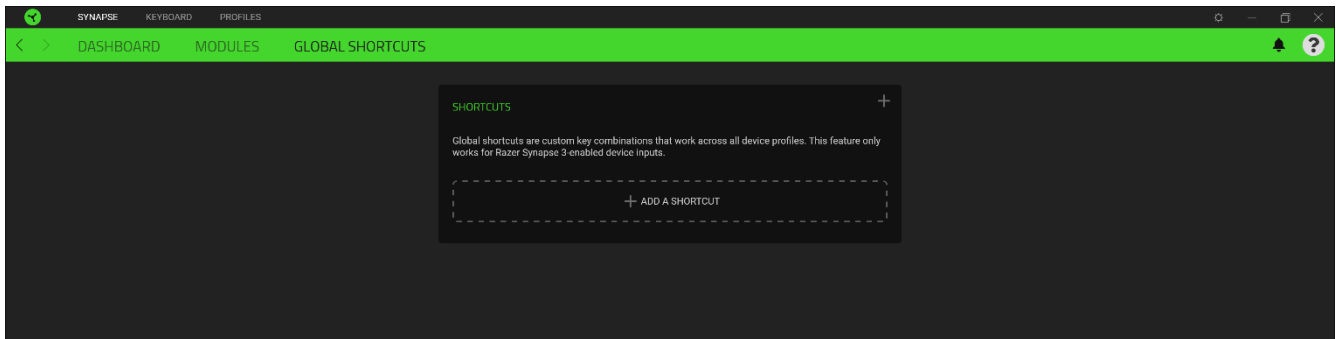 SYNAPSE KEYBOARD PROFILES
DASHBOARD MODULES GLOBAL SHORTCUTS
?
SHORTCUTS
Global shortcuts are custom key combinations that work across all device profiles. This feature only
works for Razer Synapse 3-enabled device inputs.
ADD A SHORTCUT